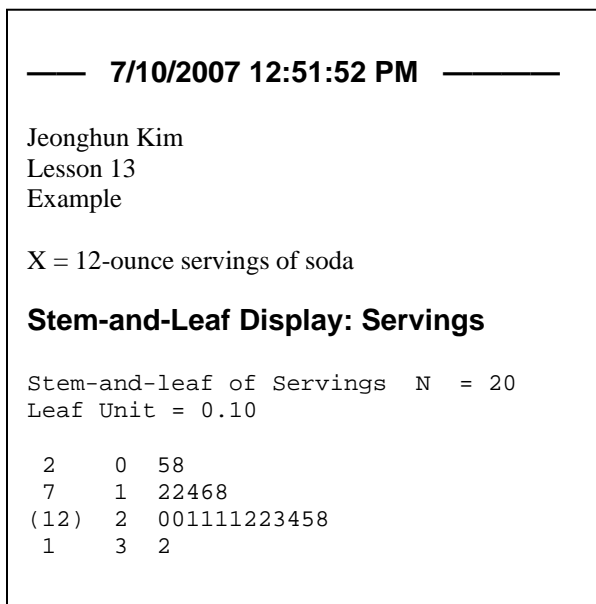 —— 7/10/2007 12:51:52 PM ————
Jeonghun Kim
Lesson 13
Example
X = 12-ounce servings of soda
Stem-and-Leaf Display: Servings
Stem-and-leaf of Servings  N  = 20
Leaf Unit = 0.10
 2    0  58
 7    1  22468
(12)  2  001111223458
 1    3  2